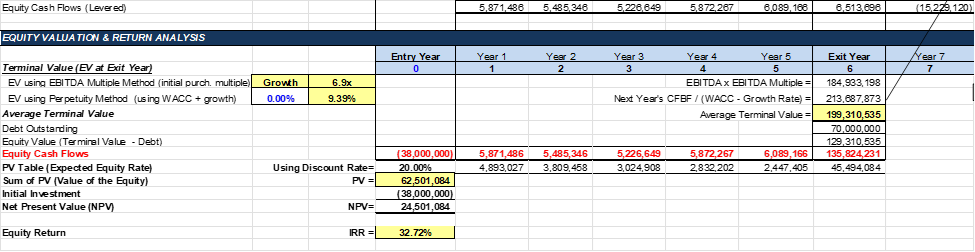 Equity Cash Flows (Levered) 5,871,486 5,485,346 5,226,649 5,872,267 6,089,166 6,513,696 (15,229,120)
EQUITY VALUATION & RETURN ANALYSIS
Entry Year Year 1 Year 2 Year 3 Year 4 Year 5 Exit Year Year 7
Terminal Value (EV at Exit Year) 0 1 2 3 4 5 6 7
EV using EBITDA Multiple Method (initial purch. multiple) Growth 6.9x EBITDA x EBITDA Multiple = 184,933,198
EV using Perpetuity Method (using WACC + growth) 0.00% 9.39% Next Year's CFBF / (WACC - Growth Rate) = 213,687,873
Average Terminal Value Average Terminal Value = 199,310,535
Debt Outstanding 70,000,000
Equity Value (Terminal Value - Debt) 129,310,535
Equity Cash Flows (38,000,000) 5,871,486 5,485,346 5,226,649 5,872,267 6,089,166 135,824,231
PV Table (Expected Equity Rate) Using Discount Rate= 20.00% 4,893,027 3,809,458 3,024,908 2,832,202 2,447,405 45,494,084
Sum of PV (Value of the Equity) PV = 62,501,084
Initial Investment (38,000,000)
Net Present Value (NPV) NPV= 24,501,084
Equity Return IRR = 32.72%